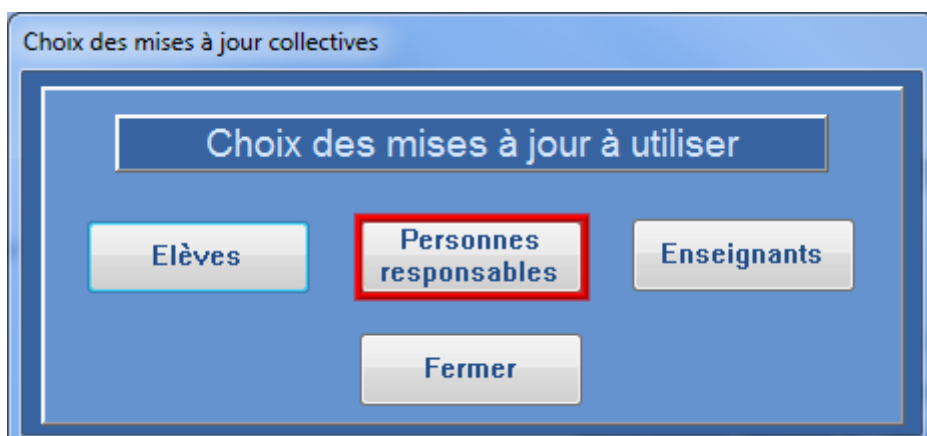 Choix des mises à jour collectives
Choix des mises à jour à utiliser
Elèves
Personnes
responsables
Enseignants
Fermer